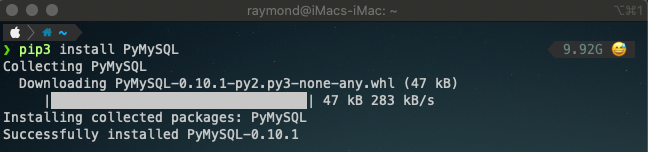 raymond@iMacs-iMac: ~
⌥⌘1
~
❯ pip3 install PyMySQL
9.92G 😅
Collecting PyMySQL
Downloading PyMySQL-0.10.1-py2.py3-none-any.whl (47 kB)
|████████████████████████████████| 47 kB 283 kB/s
Installing collected packages: PyMySQL
Successfully installed PyMySQL-0.10.1